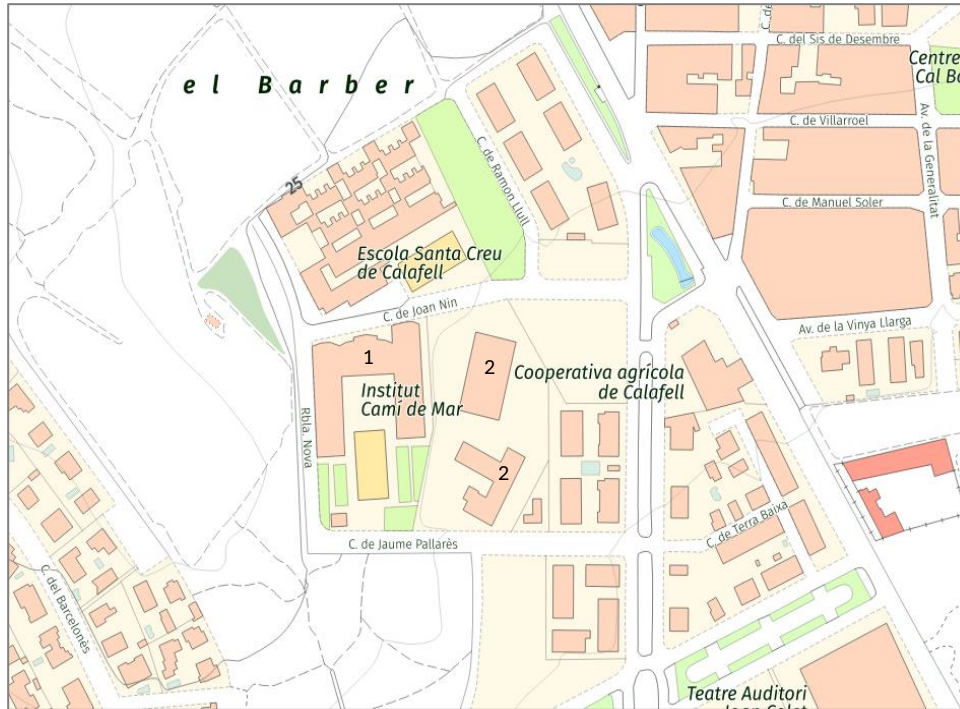 C. de
C. del Sis de Desembre
Centre
Cal Bo
el Barber
C. de Villarroel
Av. de la Generalitat
C. de Ramon Llull
25
C. de Manuel Soler
Escola Santa Creu
de Calafell
C. de Joan Nin
Av. de la Vinya Llarga
1
2
Institut
Camí de Mar
Cooperativa agrícola
de Calafell
Rbla. Nova
2
C. de Terra Baixa
C. de Jaume Pallarès
C. del Barcelonès
Teatre Auditori